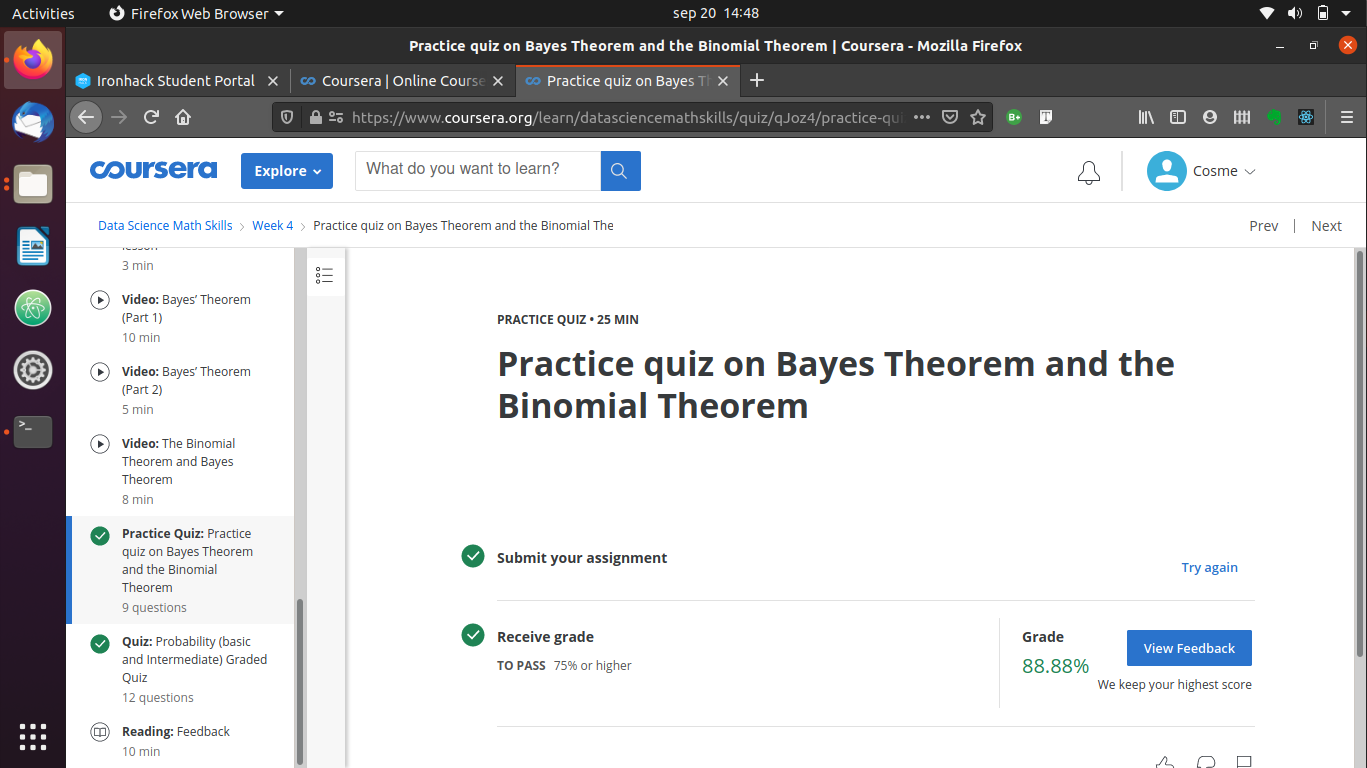 Activities
Firefox Web Browser
sep 20 14:48
Practice quiz on Bayes Theorem and the Binomial Theorem | Coursera - Mozilla Firefox
Ironhack Student Portal
Coursera | Online Course
Practice quiz on Bayes Th
https://www.coursera.org/learn/datasciencemathskills/quiz/qJoz4/practice-qui
coursera
Explore
What do you want to learn?
Cosme
Data Science Math Skills
Week 4
Practice quiz on Bayes Theorem and the Binomial The
Prev | Next
lesson
3 min
Video: Bayes’ Theorem
(Part 1)
10 min
Video: Bayes’ Theorem
(Part 2)
5 min
Video: The Binomial
Theorem and Bayes
Theorem
8 min
Practice Quiz: Practice
quiz on Bayes Theorem
and the Binomial
Theorem
9 questions
Quiz: Probability (basic
and Intermediate) Graded
Quiz
12 questions
Reading: Feedback
10 min
PRACTICE QUIZ • 25 MIN
Practice quiz on Bayes Theorem and the
Binomial Theorem
Submit your assignment
Try again
Receive grade
TO PASS 75% or higher
Grade
88.88%
View Feedback
We keep your highest score